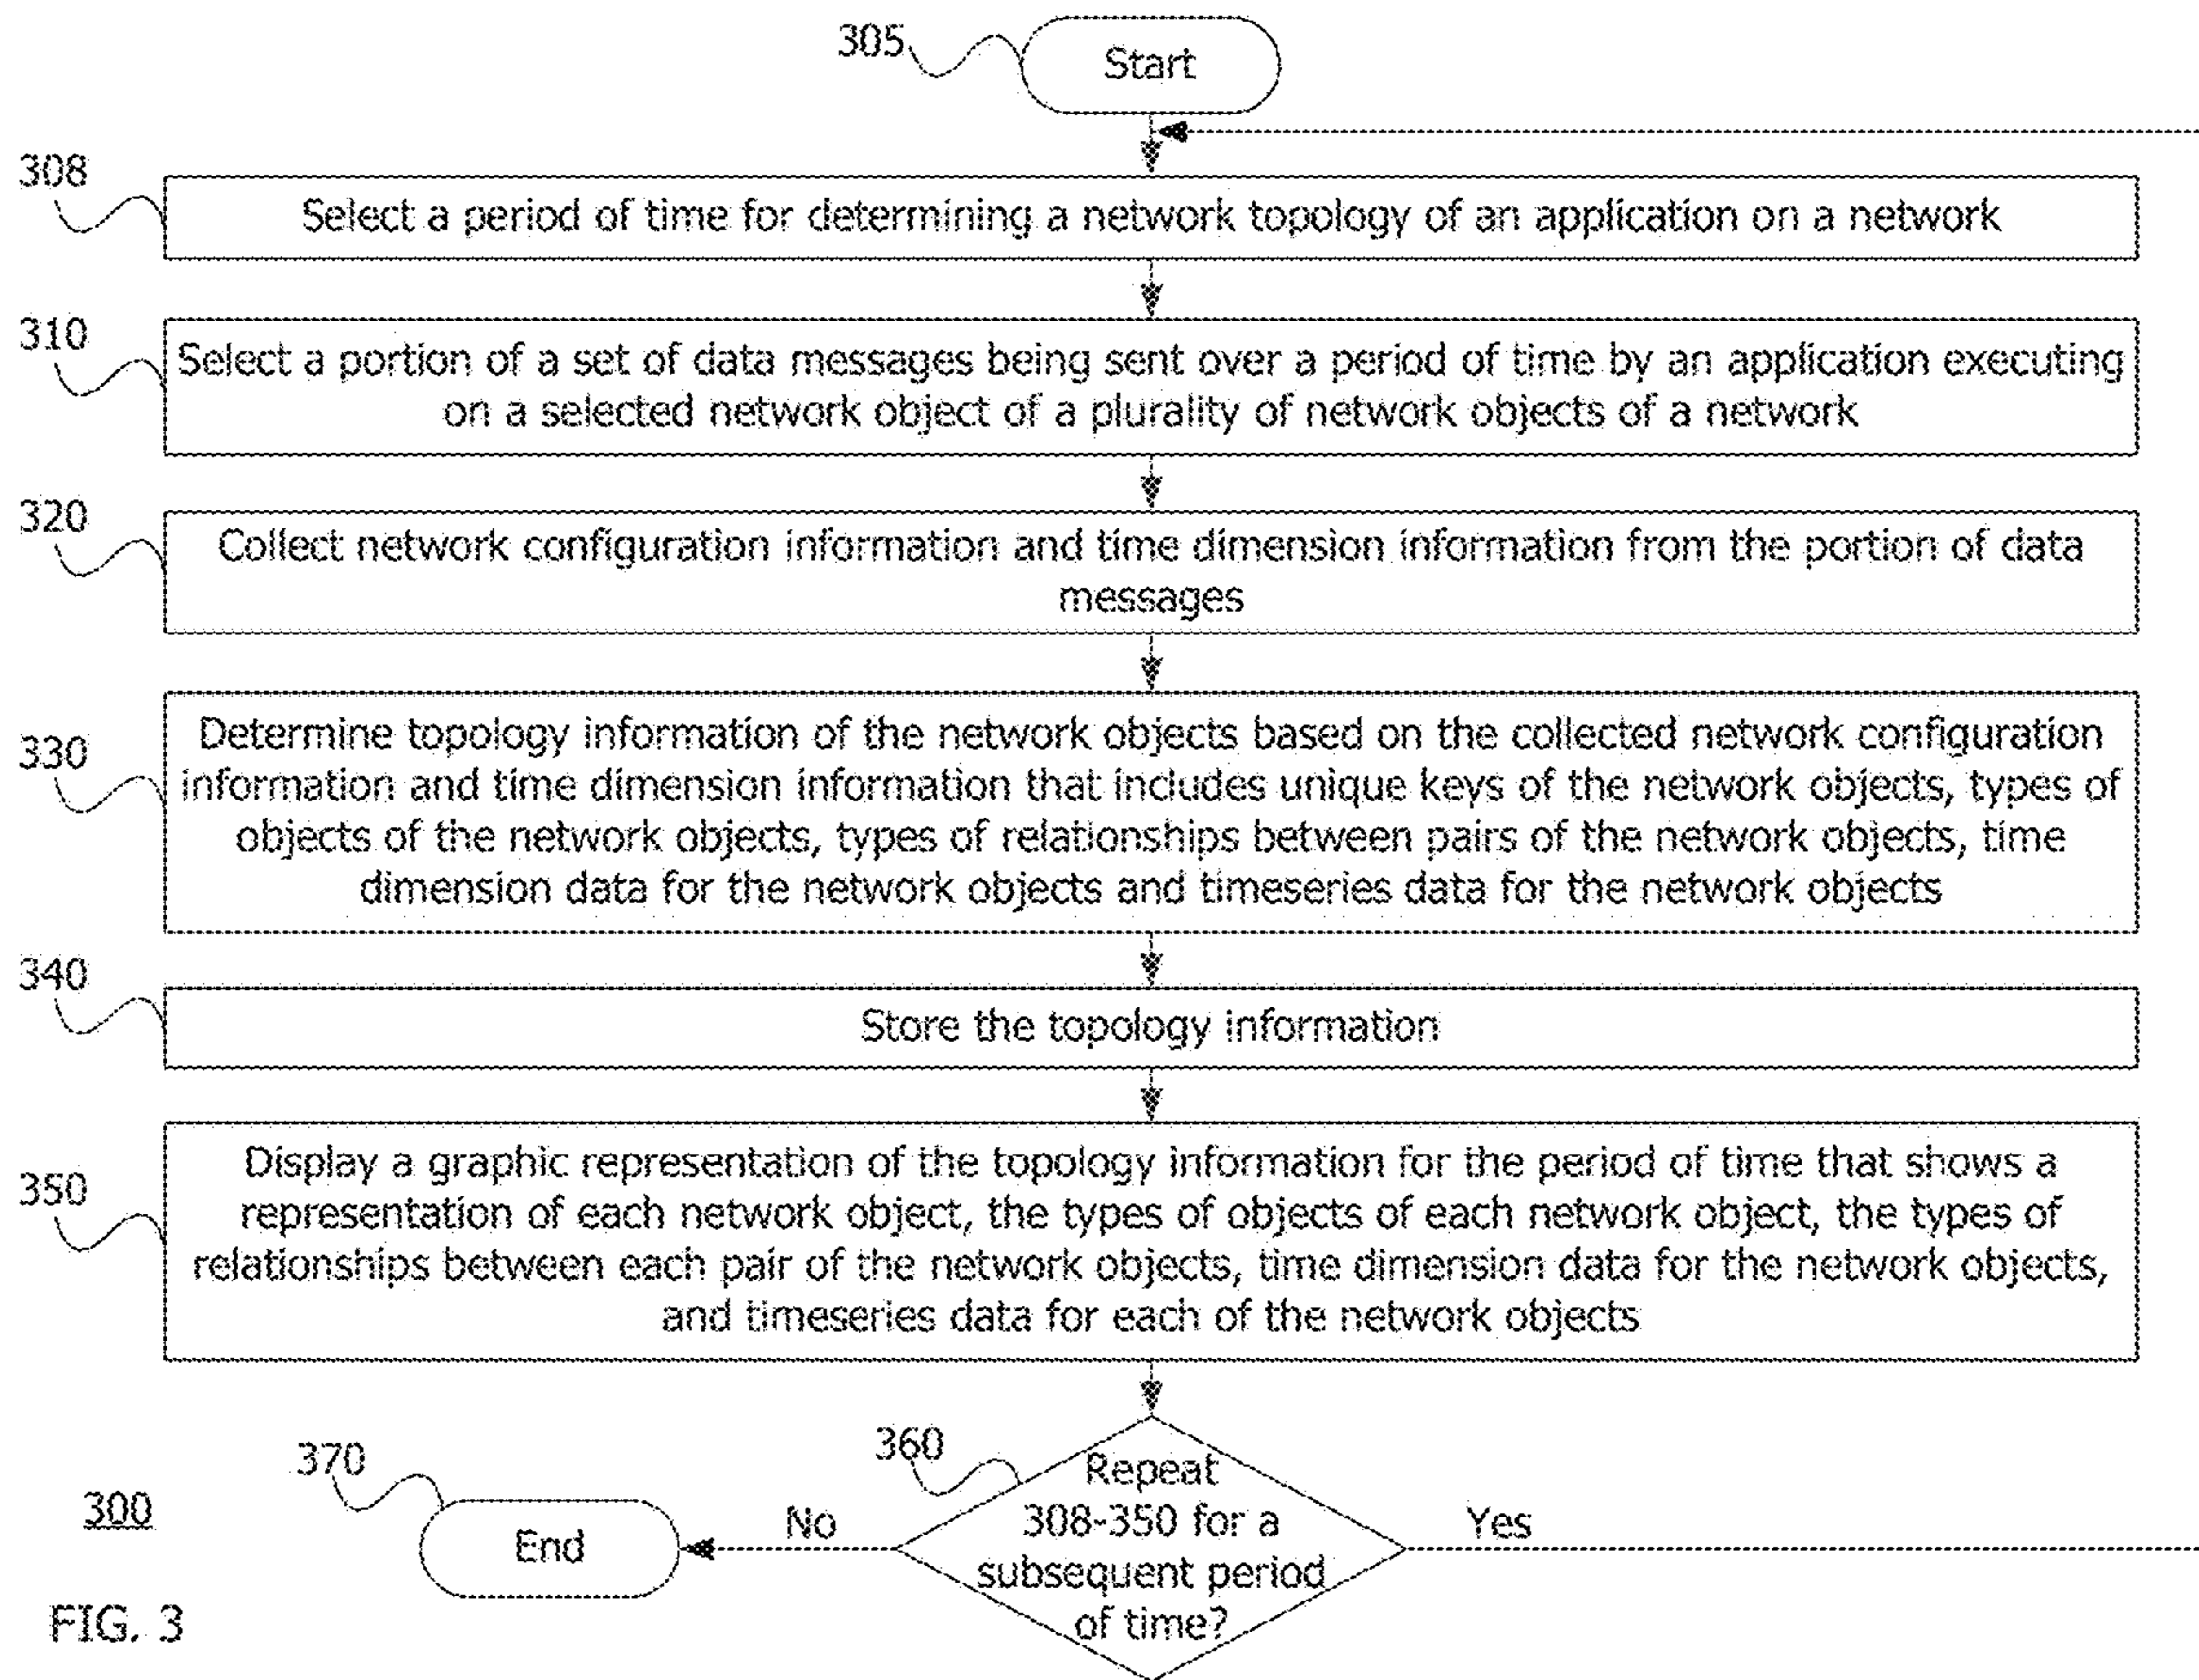 305
Start
308
Select a period of time for determining a network topology of an application on a network
310
Select a portion of a set of data messages being sent over a period of time by an application executing
on a selected network object of a plurality of network objects of a network
320
Collect network configuration information and time dimension information from the portion of data
messages
330
Determine topology information of the network objects based on the collected network configuration
information and time dimension information that includes unique keys of the network objects, types of
objects of the network objects, types of relationships between pairs of the network objects, time
dimension data for the network objects and timeseries data for the network objects
340
Store the topology information
350
Display a graphic representation of the topology information for the period of time that shows a
representation of each network object, the types of objects of each network object, the types of
relationships between each pair of the network objects, time dimension data for the network objects,
and timeseries data for each of the network objects
360
Repeat
308-350 for a
subsequent period
of time?
Yes
No
370
End
300
FIG. 3